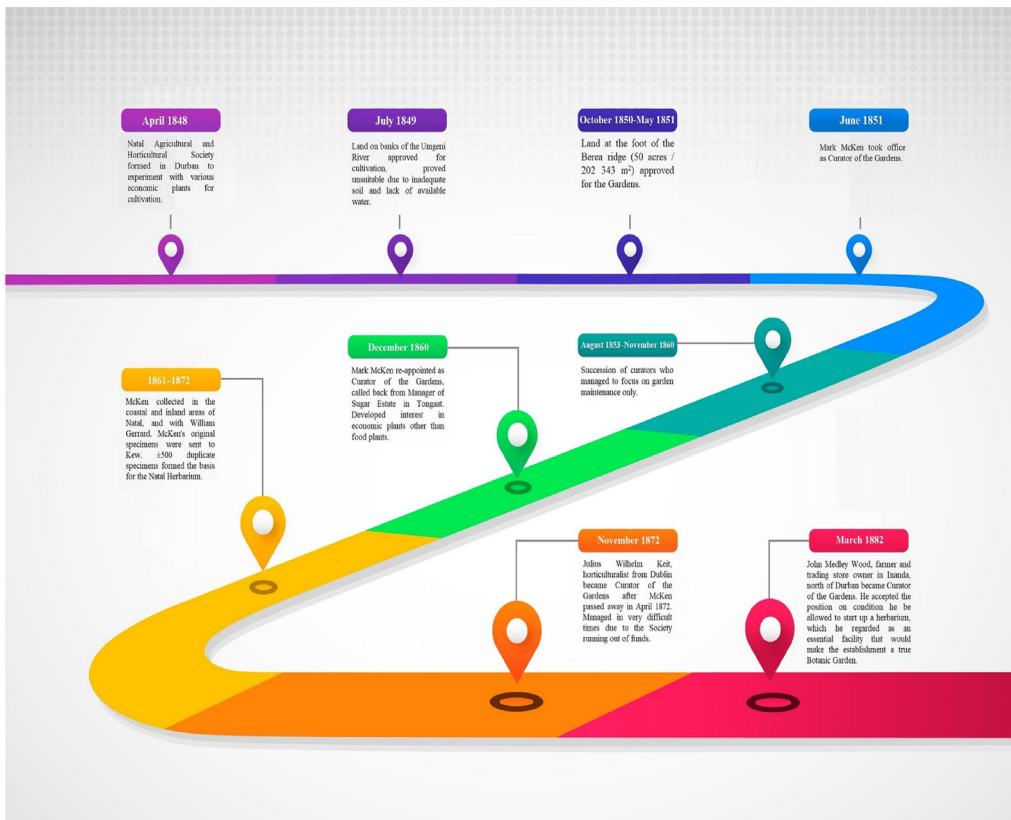 April 1848
Natal Agricultural and
Horticultural Society
formed in Durban to
experiment with various
economic plants for
cultivation.
July 1849
Land on banks of the Umgeni
River approved for
cultivation, proved
unsuitable due to inadequate
soil and lack of available
water.
October 1850-May 1851
Land at the foot of the
Berea ridge (50 acres /
202 343 m²) approved
for the Gardens.
June 1851
Mark McKen took office
as Curator of the Gardens.
August 1853–November 1860
Succession of curators who
managed to focus on garden
maintenance only.
December 1860
Mark McKen re-appointed as
Curator of the Gardens,
called back from Manager of
Sugar Estate in Tongaat.
Developed interest in
economic plants other than
food plants.
1861–1872
McKen collected in the
coastal and inland areas of
Natal, and with William
Gerrard. McKen's original
specimens were sent to
Kew. ±500 duplicate
specimens formed the basis
for the Natal Herbarium.
November 1872
Julius Wilhelm Keit,
horticulturalist from Dublin
became Curator of the
Gardens after McKen
passed away in April 1872.
Managed in very difficult
times due to the Society
running out of funds.
March 1882
John Medley Wood, farmer and
trading store owner in Inanda,
north of Durban became Curator
of the Gardens. He accepted the
position on condition he be
allowed to start up a herbarium,
which he regarded as an
essential facility that would
make the establishment a true
Botanic Garden.